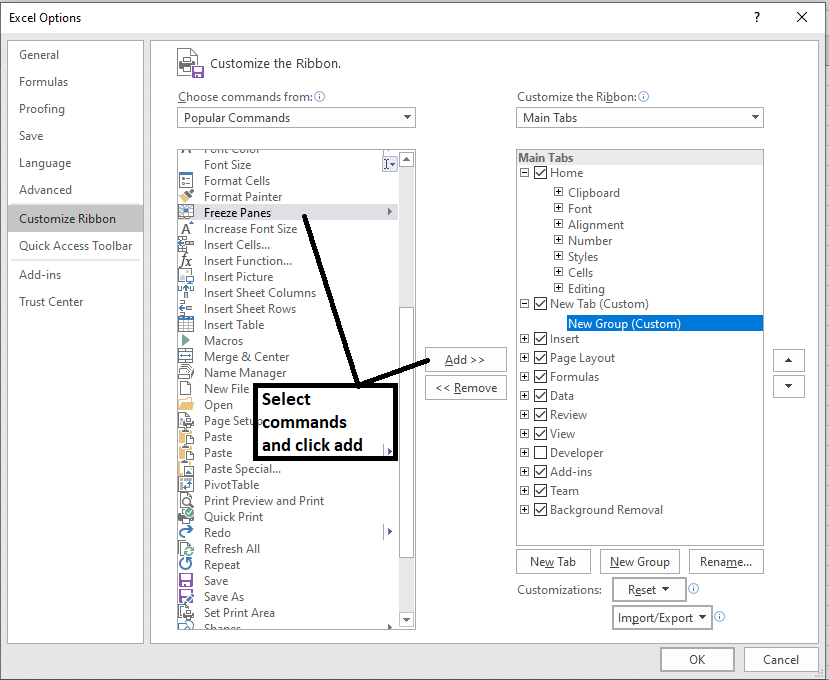 Excel Options
?
General
Formulas
Proofing
Save
Language
Advanced
Customize Ribbon
Quick Access Toolbar
Add-ins
Trust Center
Customize the Ribbon.
Choose commands from:
Popular Commands
Font Color
Font Size
Format Cells
Format Painter
Freeze Panes
Increase Font Size
Insert Cells...
Insert Function...
Insert Picture
Insert Sheet Columns
Insert Sheet Rows
Insert Table
Macros
Merge & Center
Name Manager
New File
Open
Page Setup
Paste
Paste
Paste Special...
PivotTable
Print Preview and Print
Quick Print
Redo
Refresh All
Repeat
Save
Save As
Set Print Area
Shapes
Select
commands
and click add
Add >>
<< Remove
Customize the Ribbon:
Main Tabs
Main Tabs
Home
Clipboard
Font
Alignment
Number
Styles
Cells
Editing
New Tab (Custom)
New Group (Custom)
Insert
Page Layout
Formulas
Data
Review
View
Developer
Add-ins
Team
Background Removal
New Tab
New Group
Rename...
Customizations:
Reset
Import/Export
OK
Cancel